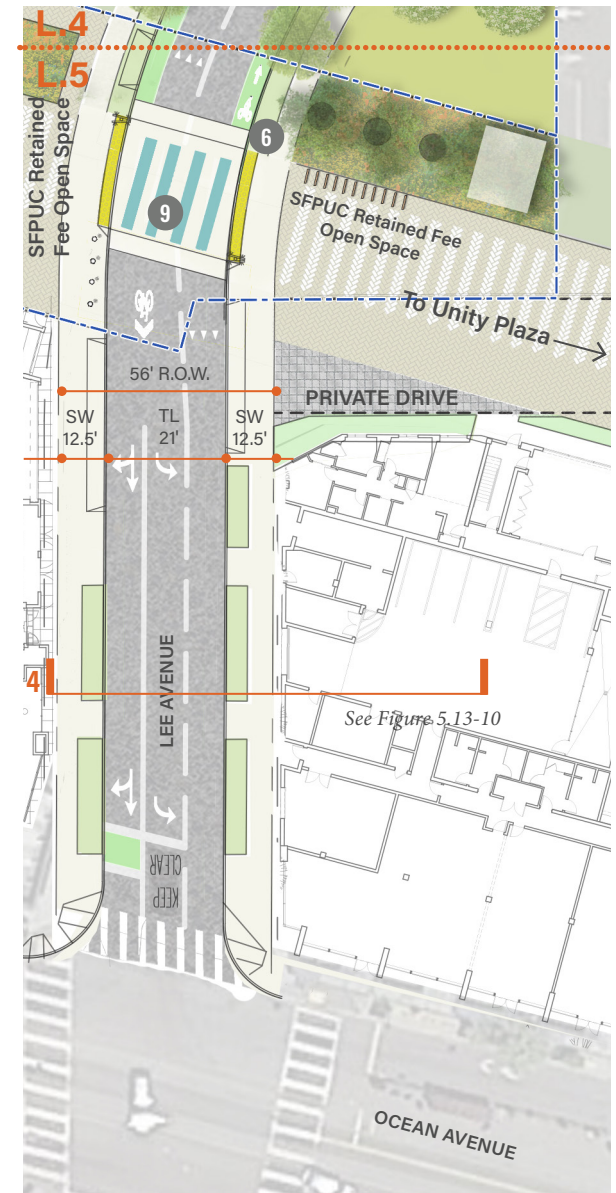 L.4
L.5
SFPUC Retained
Fee Open Space
6
9
SFPUC Retained Fee
Open Space
To Unity Plaza
56' R.O.W.
PRIVATE DRIVE
SW
12.5'
TL
21'
SW
12.5'
LEE AVENUE
4
See Figure 5.13-10
CLEAR
KEEP
OCEAN AVENUE